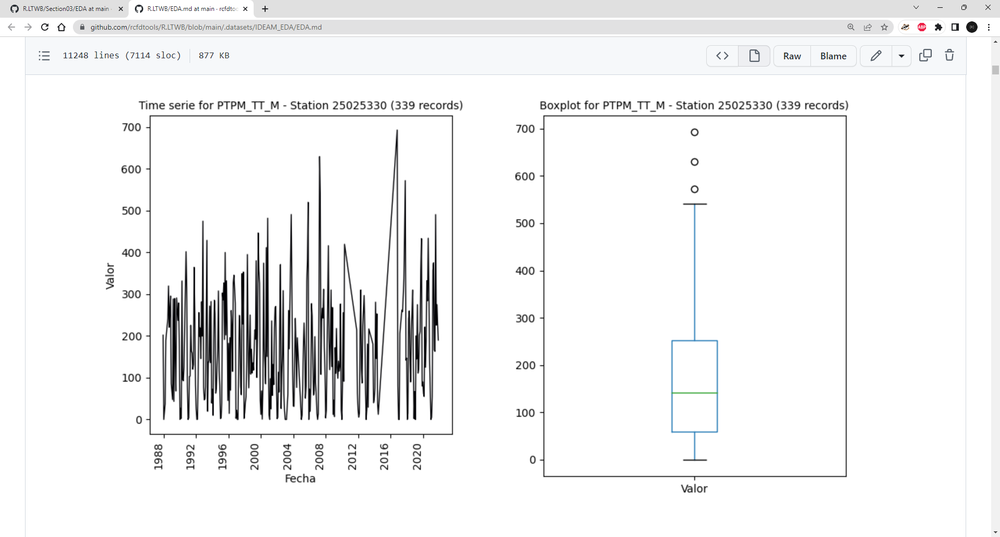 R.LTWB/Section03/EDA at main ·
R.LTWB/EDA.md at main · rcfdtoo
github.com/rcfdtools/R.LTWB/blob/main/.datasets/IDEAM_EDA/EDA.md
ABP
11248 lines (7114 sloc) 877 KB
Raw
Blame
Time serie for PTPM_TT_M - Station 25025330 (339 records)
700
600
500
400
300
200
100
0
Valor
1988
1992
1996
2000
2004
2008
2012
2016
2020
Fecha
Boxplot for PTPM_TT_M - Station 25025330 (339 records)
700
600
500
400
300
200
100
0
Valor